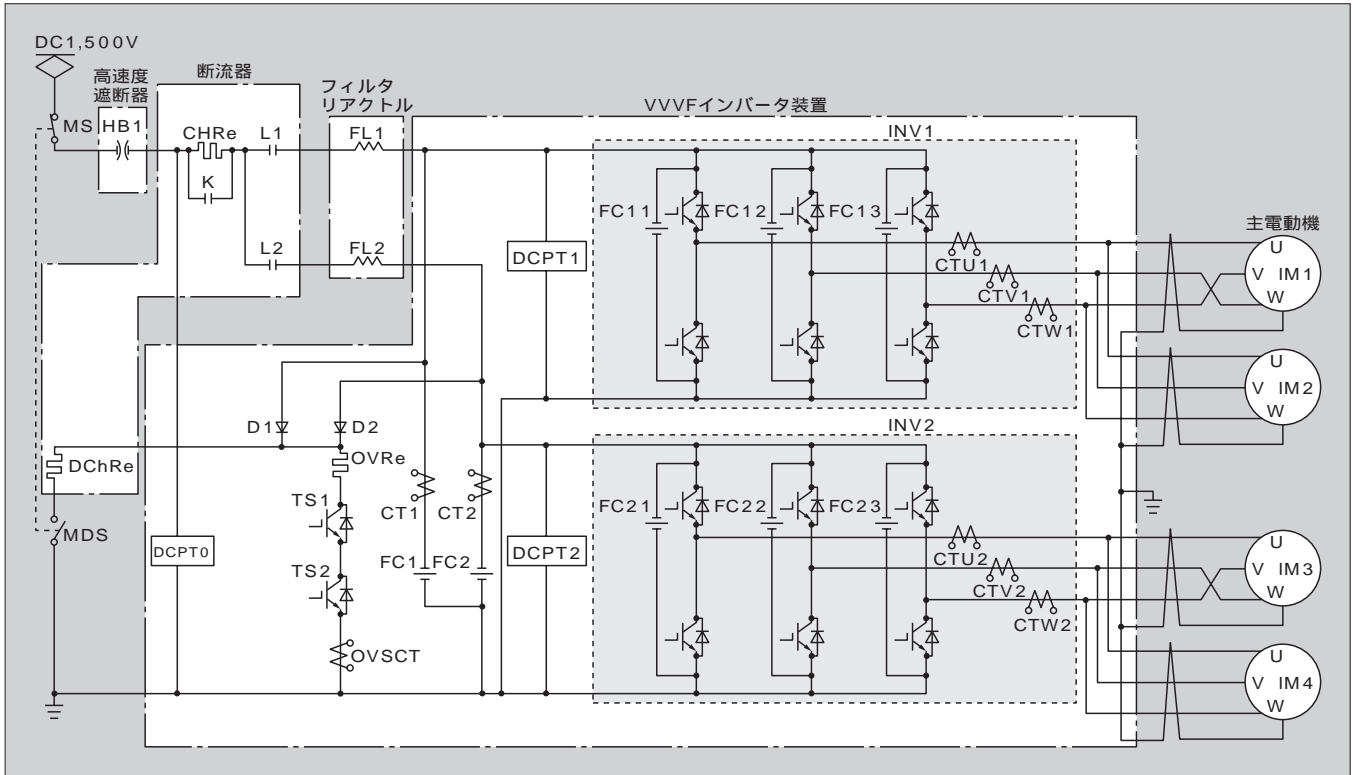 DC1,500V
高速度
遮断器
断流器
フィルタ
リアクトル
VVVFインバータ装置
MS
HB1
CHRe
K
L1
FL1
L2
FL2
INV1
DCPT1
FC11
FC12
FC13
CTU1
CTV1
CTW1
主電動機
U
V IM1
W
U
V IM2
W
D1
D2
DChRe
MDS
DCPT0
OVRe
TS1
TS2
OVSCT
CT1
CT2
FC1
FC2
INV2
DCPT2
FC21
FC22
FC23
CTU2
CTV2
CTW2
U
V IM3
W
U
V IM4
W